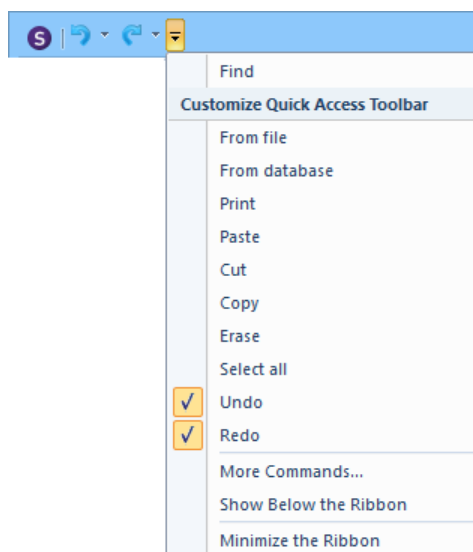 S
Find
Customize Quick Access Toolbar
From file
From database
Print
Paste
Cut
Copy
Erase
Select all
Undo
Redo
More Commands...
Show Below the Ribbon
Minimize the Ribbon